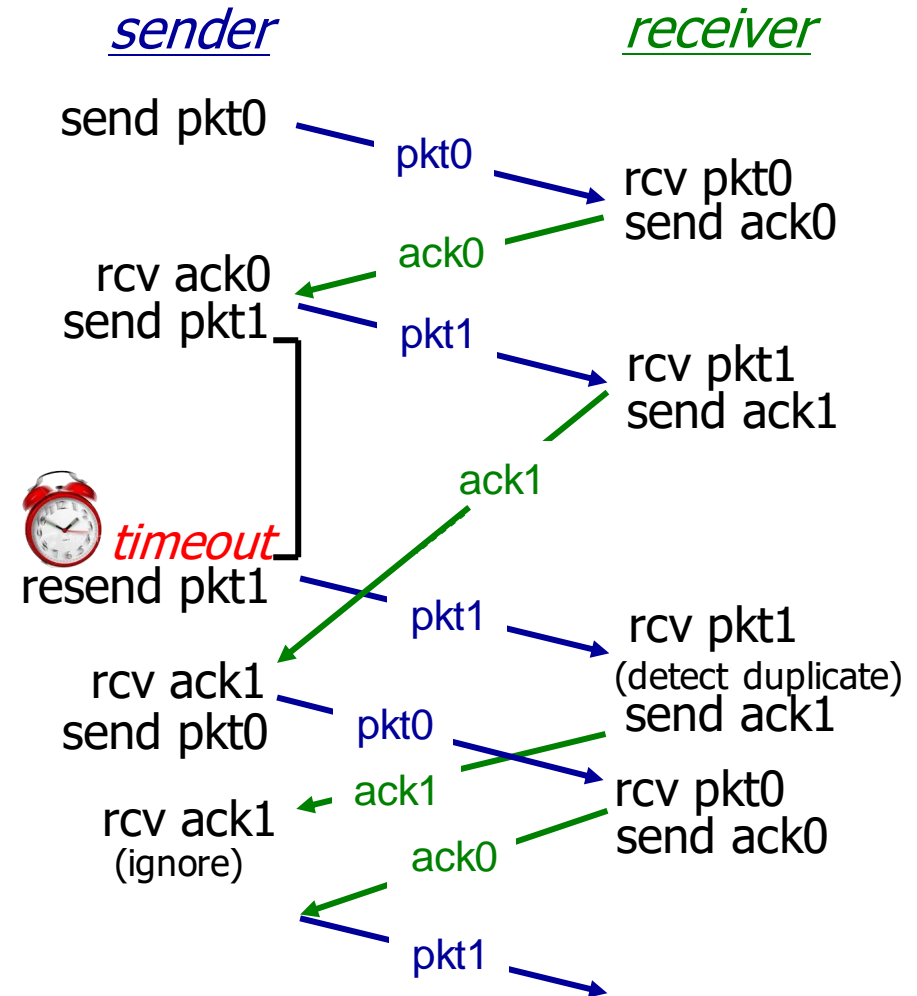 sender receiver
send pkt0
pkt0
rcv pkt0
send ack0
ack0
rcv ack0
send pkt1
pkt1
rcv pkt1
send ack1
ack1
timeout
resend pkt1
pkt1
rcv pkt1
(detect duplicate)
send ack1
rcv ack1
send pkt0
pkt0
ack1
rcv pkt0
send ack0
rcv ack1
(ignore)
ack0
pkt1